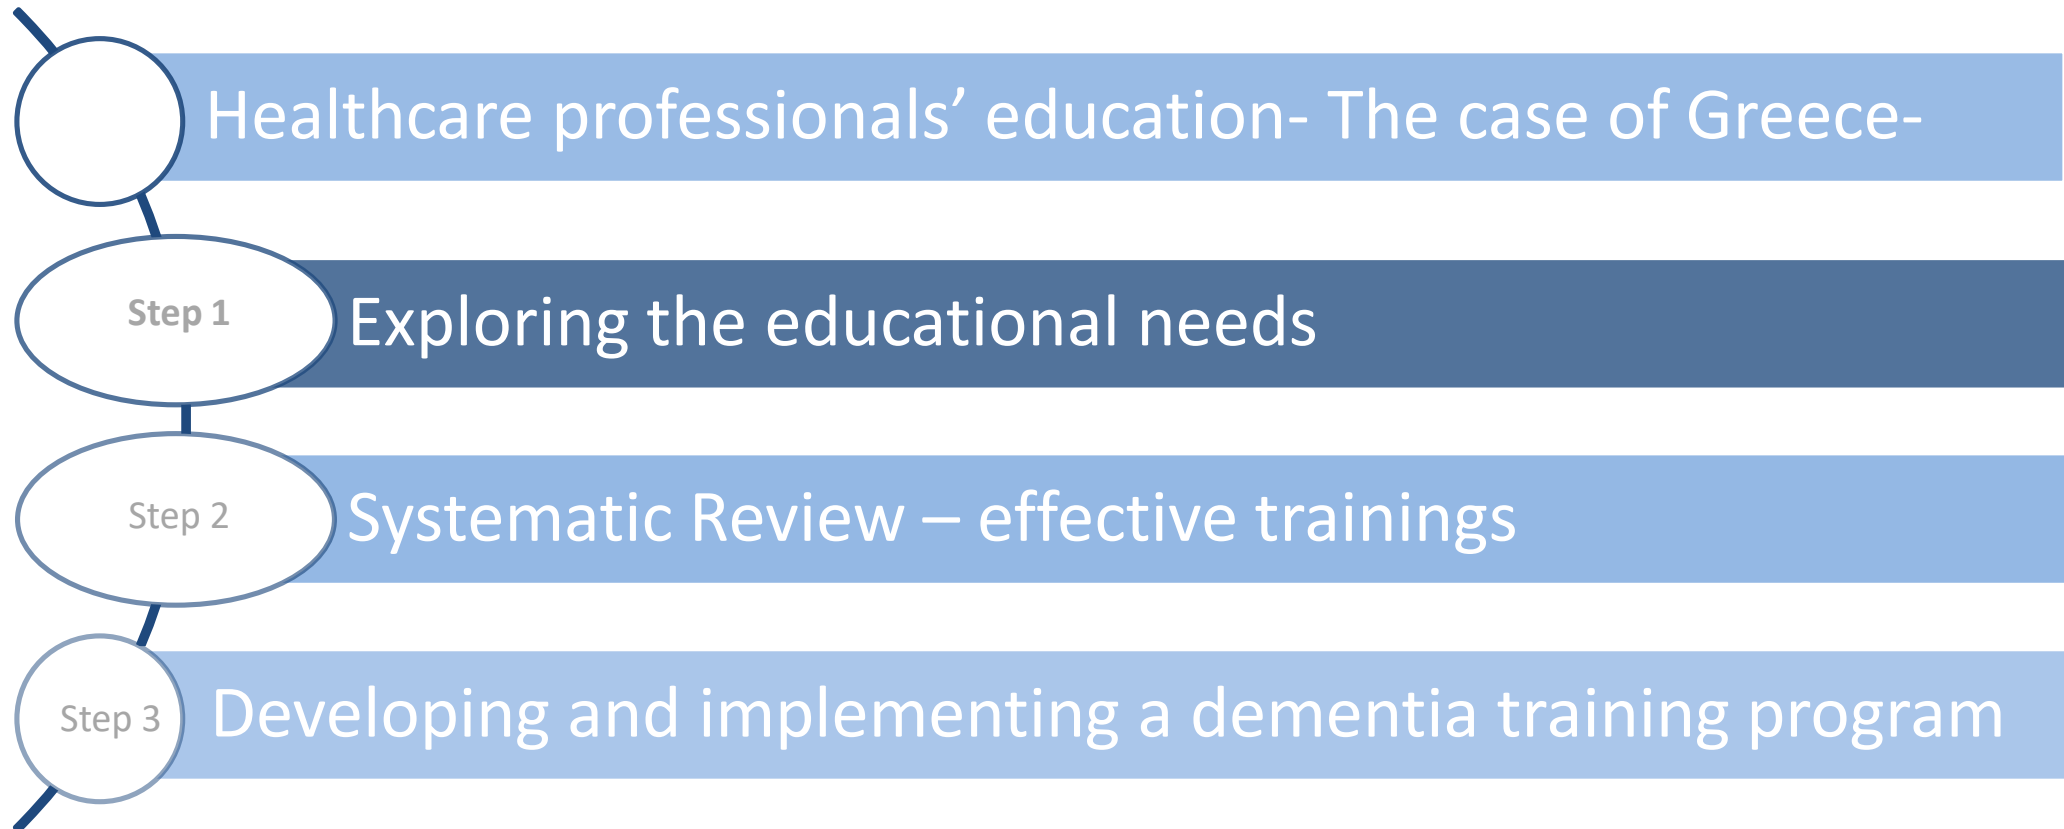 Healthcare professionals’ education- The case of Greece-
Step 1
Exploring the educational needs
Step 2
Systematic Review – effective trainings
Step 3
Developing and implementing a dementia training program